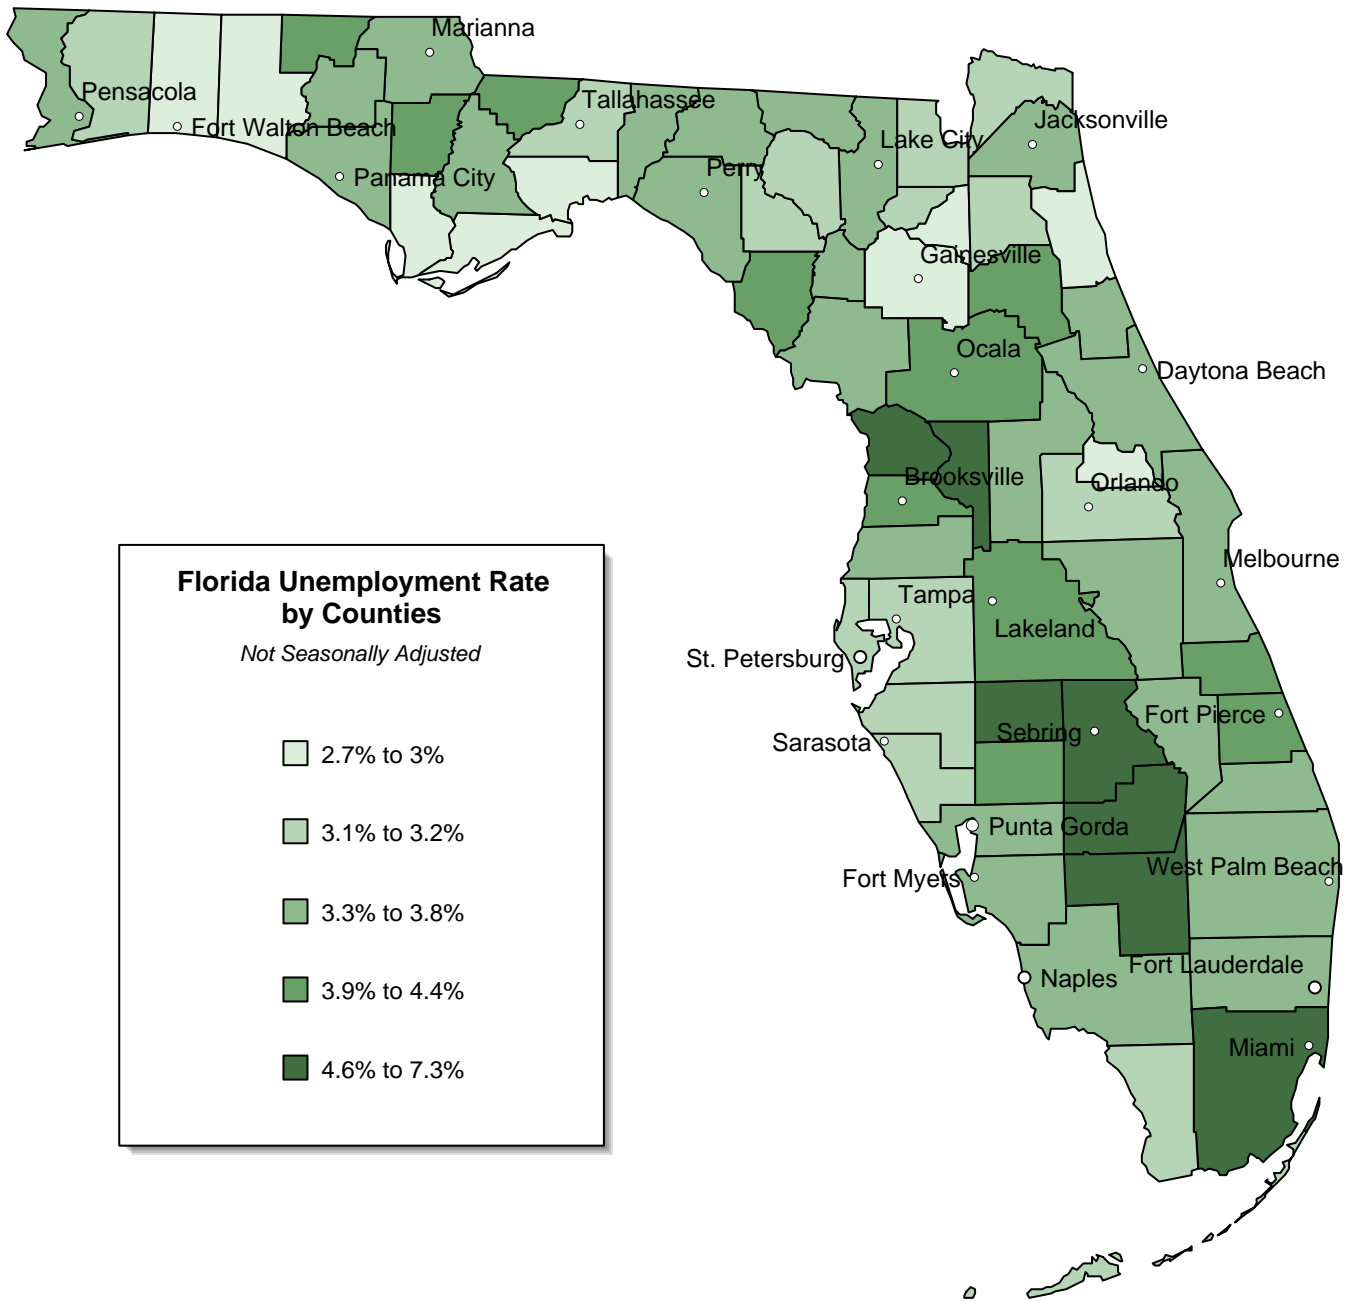 Marianna
Pensacola
Tallahassee
Fort Walton Beach
Jacksonville
Lake City
Perry
Panama City
Gainesville
Ocala
Daytona Beach
Brooksville
Orlando
Melbourne
Florida Unemployment Rate
by Counties
Not Seasonally Adjusted
2.7% to 3%
3.1% to 3.2%
3.3% to 3.8%
3.9% to 4.4%
4.6% to 7.3%
Tampa
Lakeland
St. Petersburg
Fort Pierce
Sebring
Sarasota
Punta Gorda
West Palm Beach
Fort Myers
Fort Lauderdale
Naples
Miami